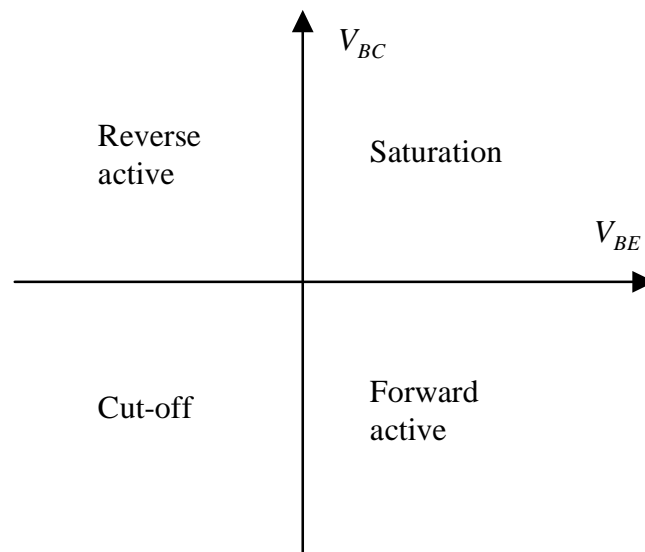 V_BC
Reverse
active
Saturation
V_BE
Cut-off
Forward
active